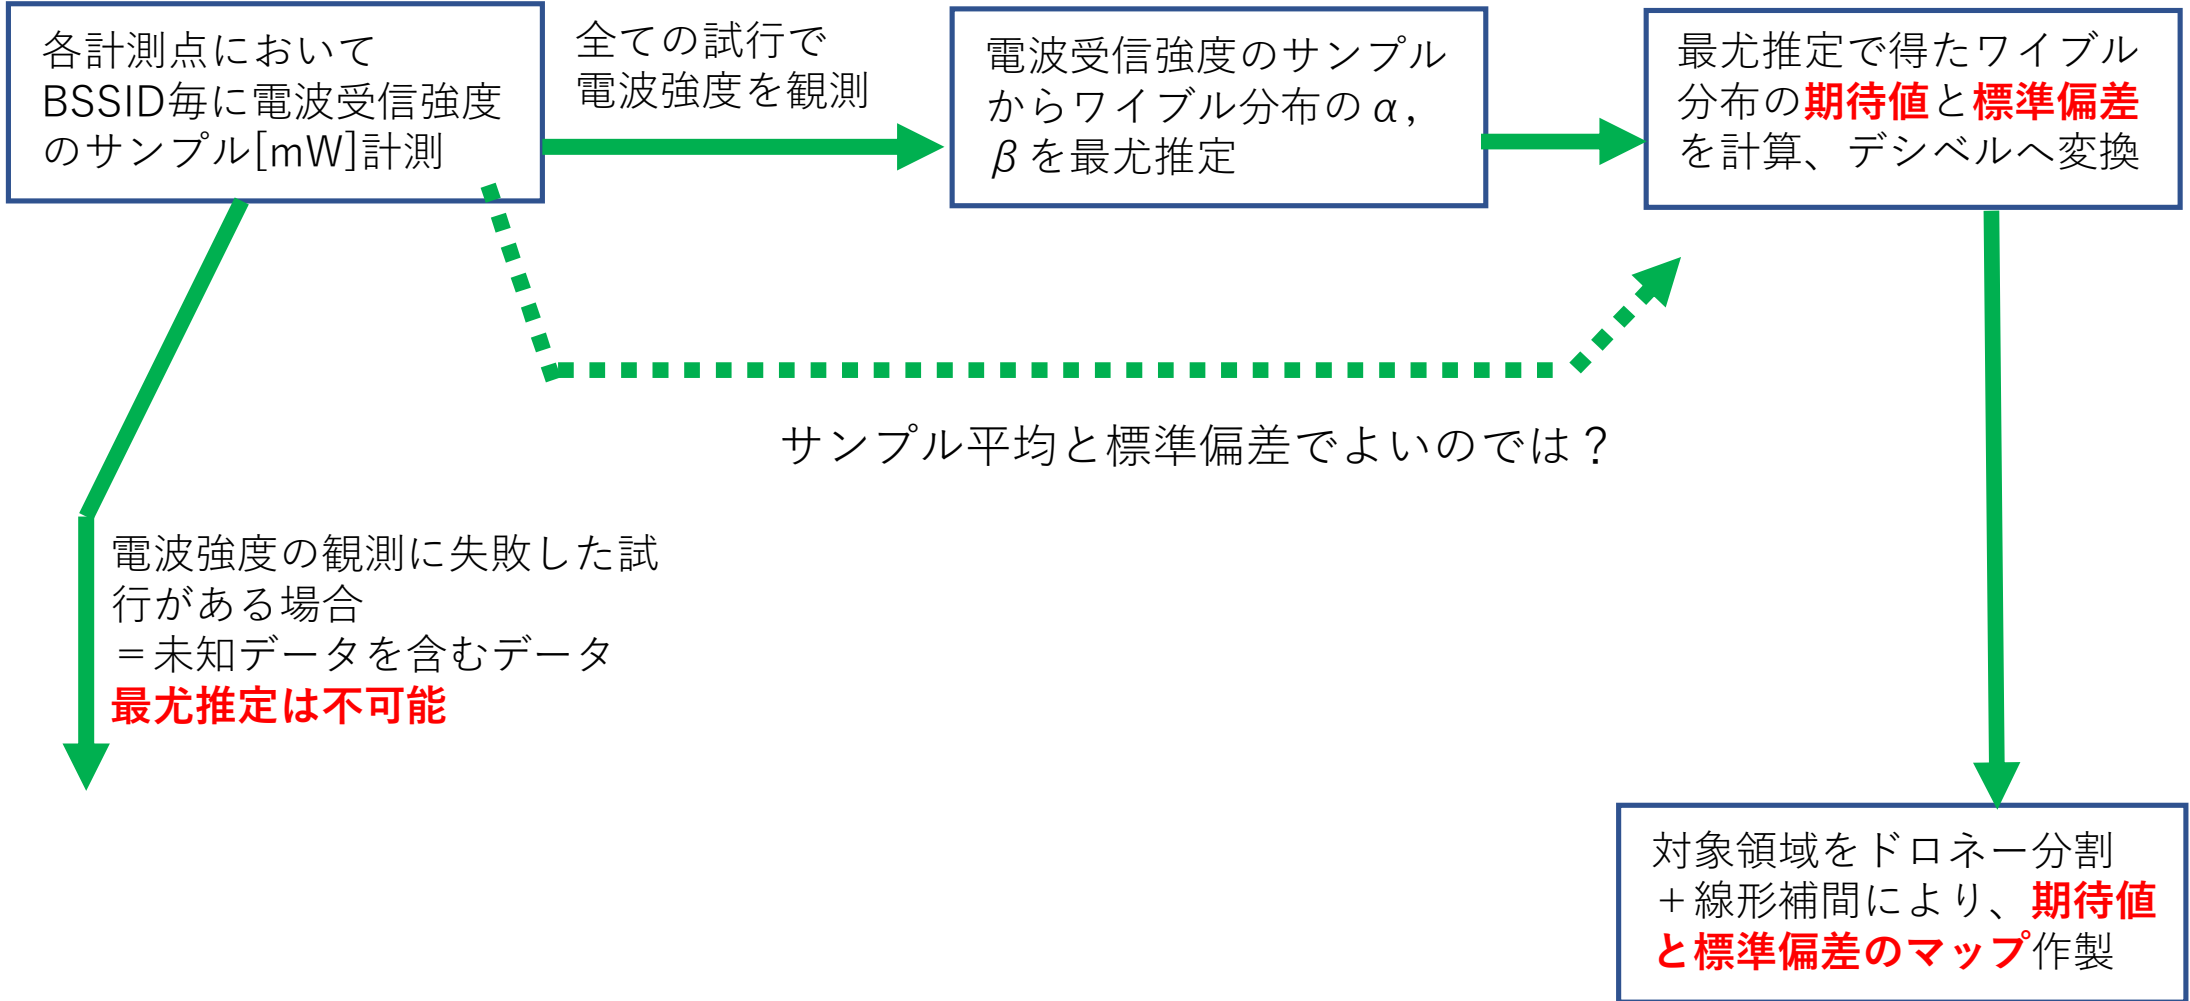 各計測点において
BSSID毎に電波受信強度
のサンプル[mW]計測
全ての試行で
電波強度を観測
電波受信強度のサンプル
からワイブル分布のα，
βを最尤推定
最尤推定で得たワイブル
分布の期待値と標準偏差
を計算、デシベルへ変換
サンプル平均と標準偏差でよいのでは？
電波強度の観測に失敗した試
行がある場合
＝未知データを含むデータ
最尤推定は不可能
対象領域をドロネー分割
＋線形補間により、期待値
と標準偏差のマップ作製